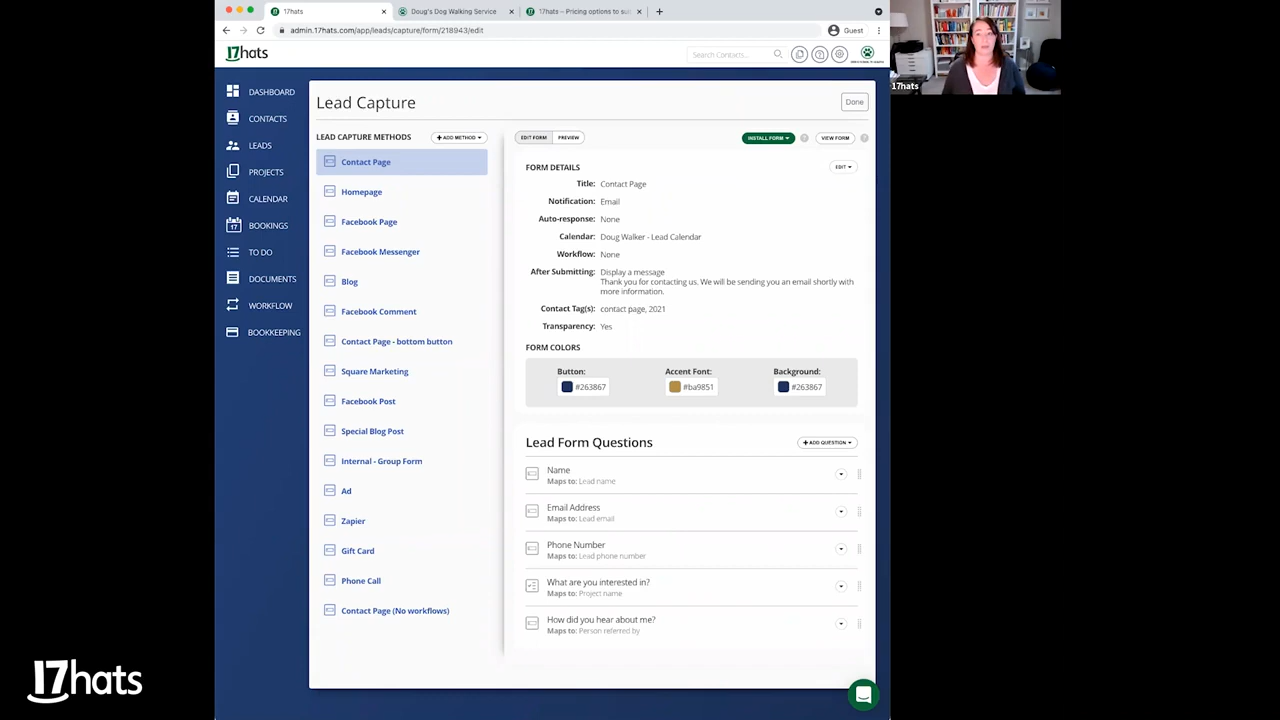 17hats
Doug's Dog Walking Service
17hats – Pricing options to sui
admin.17hats.com/app/leads/capture/form/218943/edit
Guest
17hats
Search Contacts...
17hats
DASHBOARD
CONTACTS
LEADS
PROJECTS
CALENDAR
17
BOOKINGS
TO DO
DOCUMENTS
WORKFLOW
BOOKKEEPING
Lead Capture
Done
LEAD CAPTURE METHODS
+ ADD METHOD
Contact Page
Homepage
Facebook Page
Facebook Messenger
Blog
Facebook Comment
Contact Page - bottom button
Square Marketing
Facebook Post
Special Blog Post
Internal - Group Form
Ad
Zapier
Gift Card
Phone Call
Contact Page (No workflows)
EDIT FORM PREVIEW
INSTALL FORM ? VIEW FORM ?
FORM DETAILS
EDIT
Title: Contact Page
Notification: Email
Auto-response: None
Calendar: Doug Walker - Lead Calendar
Workflow: None
After Submitting: Display a message
Thank you for contacting us. We will be sending you an email shortly with
more information.
Contact Tag(s): contact page, 2021
Transparency: Yes
FORM COLORS
Button: Accent Font: Background:
#263867 #ba9851 #263867
Lead Form Questions
+ ADD QUESTION
Name
Maps to: Lead name
Email Address
Maps to: Lead email
Phone Number
Maps to: Lead phone number
What are you interested in?
Maps to: Project name
How did you hear about me?
Maps to: Person referred by
17hats